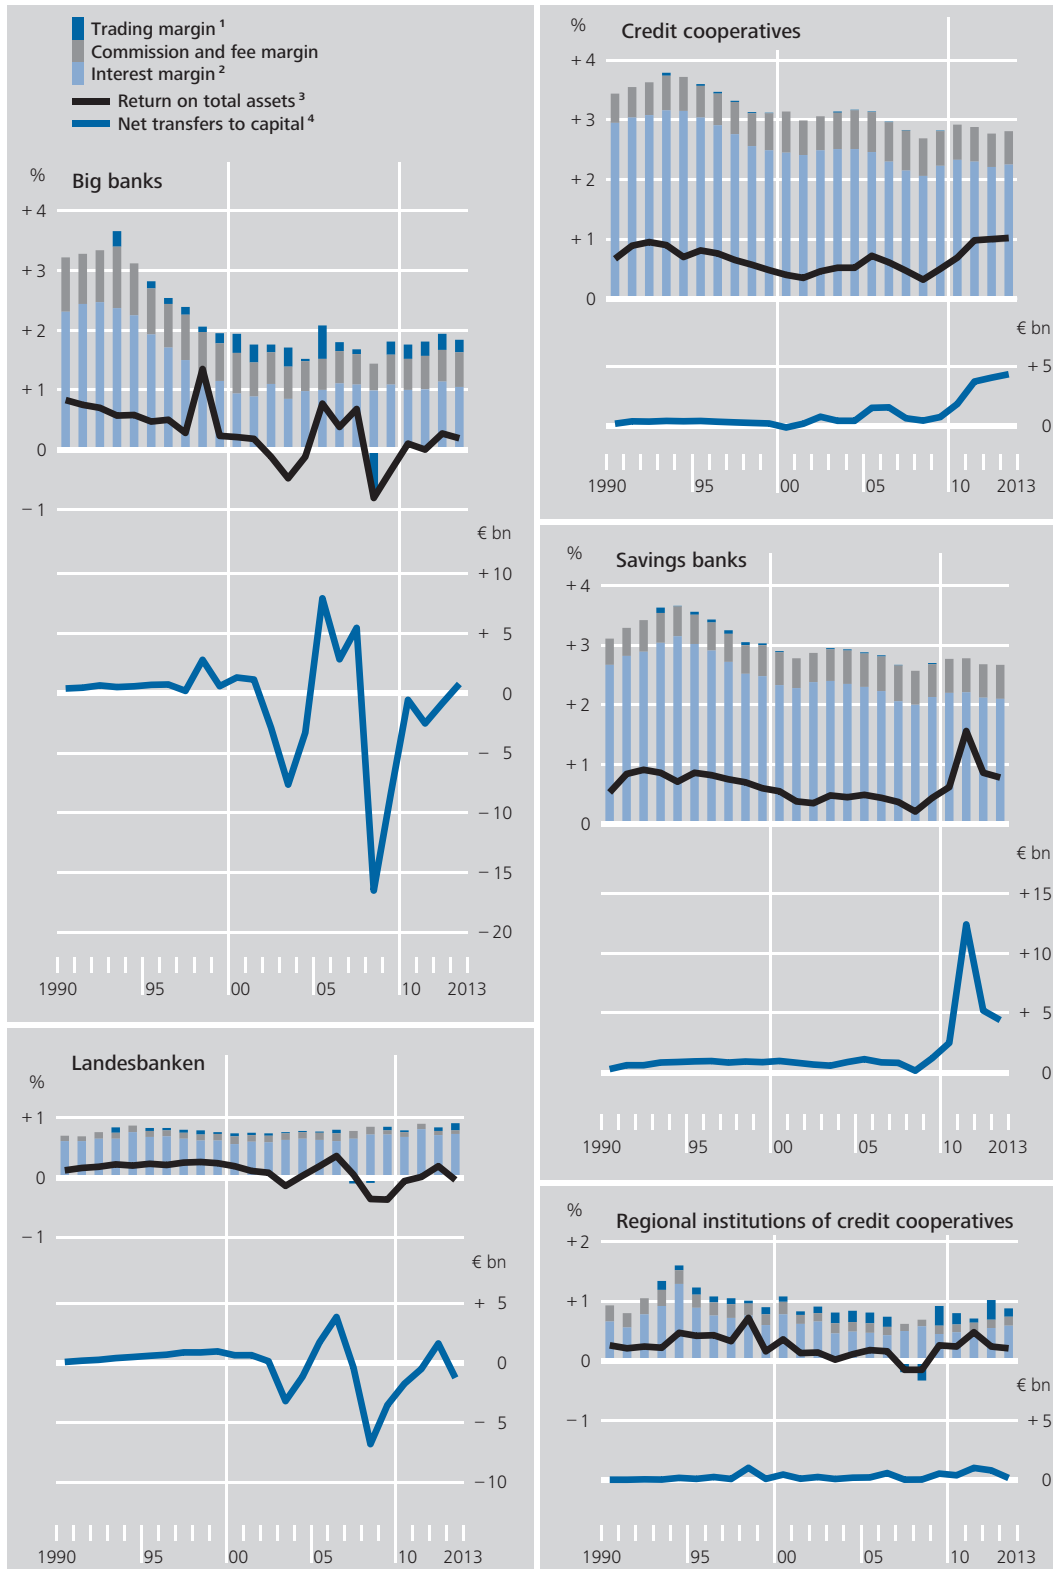 Trading margin ¹
Commission and fee margin
Interest margin ²
Return on total assets ³
Net transfers to capital ⁴
%
Big banks
+ 4
+ 3
+ 2
+ 1
0
− 1
€ bn
+ 10
+ 5
0
− 5
− 10
− 15
− 20
1990 95 00 05 10 2013
Landesbanken
%
+ 1
0
− 1
€ bn
+ 5
0
− 5
− 10
1990 95 00 05 10 2013
%
Credit cooperatives
+ 4
+ 3
+ 2
+ 1
0
€ bn
+ 5
0
1990 95 00 05 10 2013
%
Savings banks
+ 4
+ 3
+ 2
+ 1
0
€ bn
+ 15
+ 10
+ 5
0
1990 95 00 05 10 2013
%
Regional institutions of credit cooperatives
+ 2
+ 1
0
− 1
€ bn
+ 5
0
1990 95 00 05 10 2013